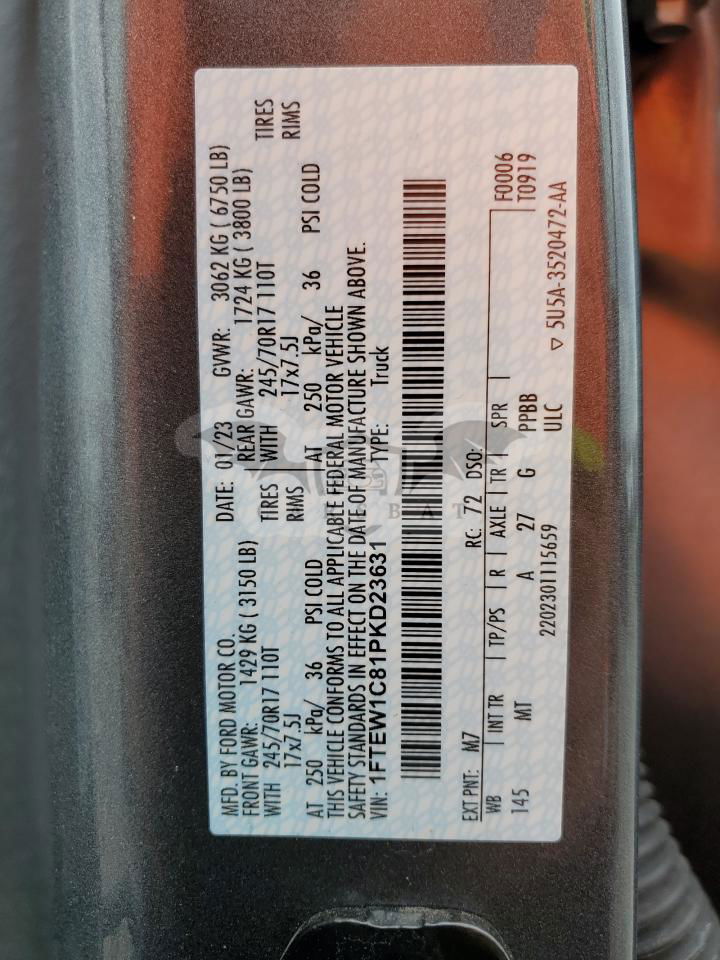 MFD. BY FORD MOTOR CO. DATE: 01/23 GVWR: 3062 KG ( 6750 LB)
FRONT GAWR: 1429 KG ( 3150 LB) REAR GAWR: 1724 KG ( 3800 LB)
WITH 245/70R17 110T TIRES WITH 245/70R17 110T TIRES
17x7.5J RIMS 17x7.5J RIMS
AT 250 kPa/ 36 PSI COLD AT 250 kPa/ 36 PSI COLD
THIS VEHICLE CONFORMS TO ALL APPLICABLE FEDERAL MOTOR VEHICLE
SAFETY STANDARDS IN EFFECT ON THE DATE OF MANUFACTURE SHOWN ABOVE.
VIN: 1FTEW1C81PKD23631 TYPE: Truck
EXT PNT: M7 RC: 72 DSO: F0006
WB INT TR TP/PS R AXLE TR SPR T0919
145 MT A 27 G PPBB
ULC
2202301115659 ▽ 5U5A-3520472-AA